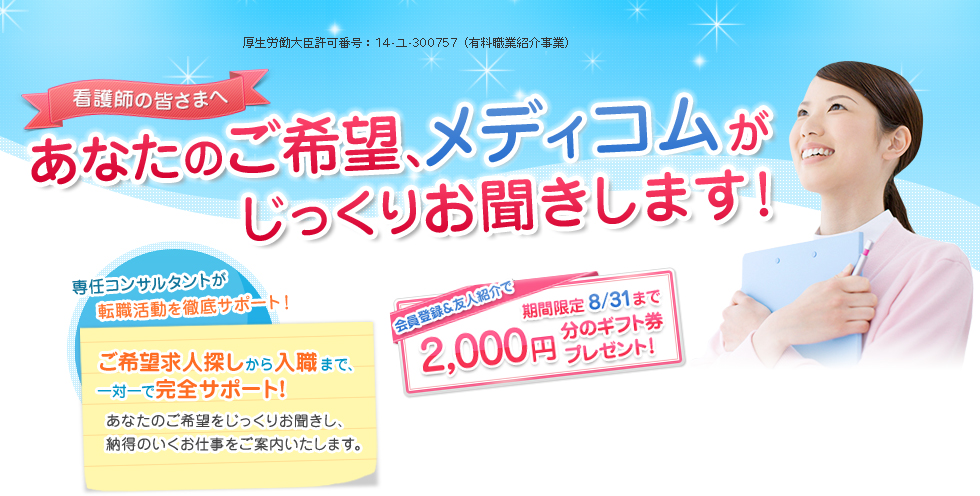 厚生労働大臣許可番号：14-ユ-300757（有料職業紹介事業）
看護師の皆さまへ
あなたのご希望、メディコムが
じっくりお聞きします！
専任コンサルタントが
転職活動を徹底サポート！
ご希望求人探しから入職まで、
一対一で完全サポート！
あなたのご希望をじっくりお聞きし、
納得のいくお仕事をご案内いたします。
会員登録&友人紹介で
期間限定 8/31まで
2,000円分のギフト券
プレゼント！